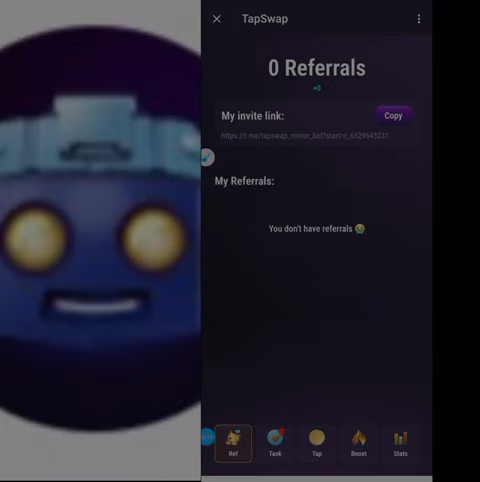 TapSwap
0 Referrals
+0
My invite link:
Copy
https://t.me/tapswap_mirror_bot?start=r_6329645231
My Referrals:
You don't have referrals 😭
Ref
Task
Tap
Boost
Stats